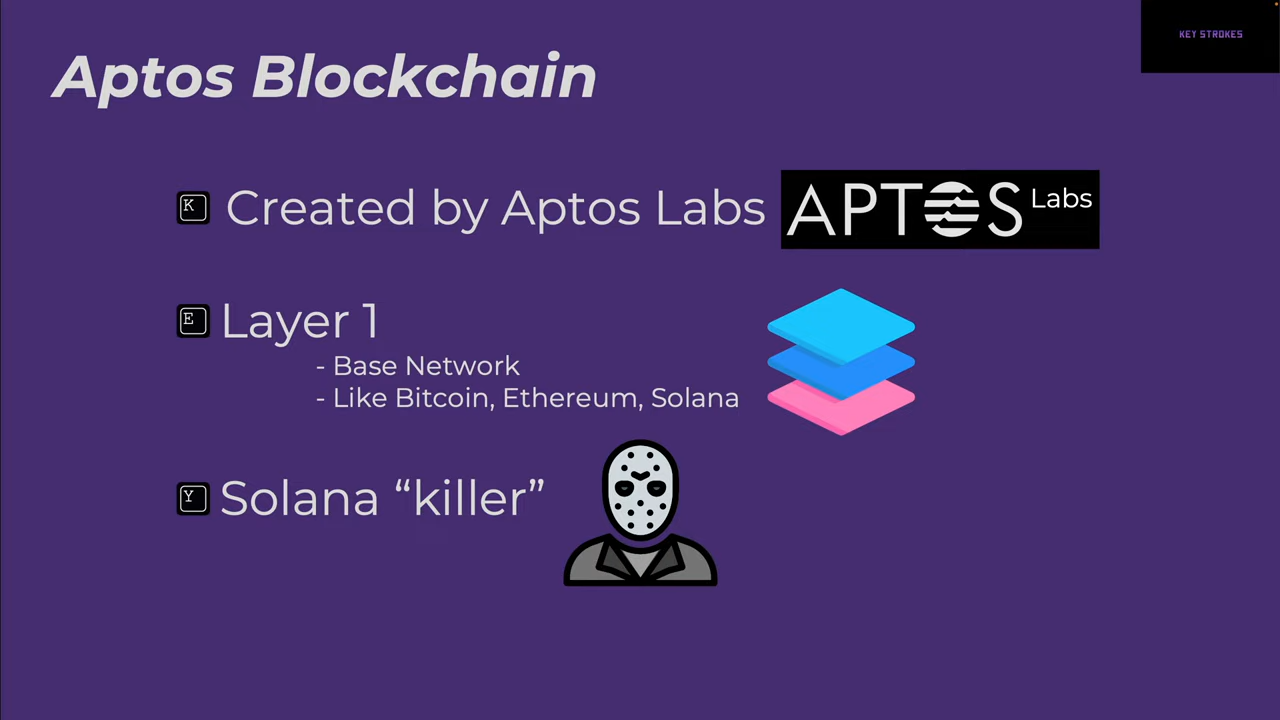 KEY STROKES
Aptos Blockchain
K Created by Aptos Labs APTOS Labs
E Layer 1
- Base Network
- Like Bitcoin, Ethereum, Solana
Y Solana “killer”